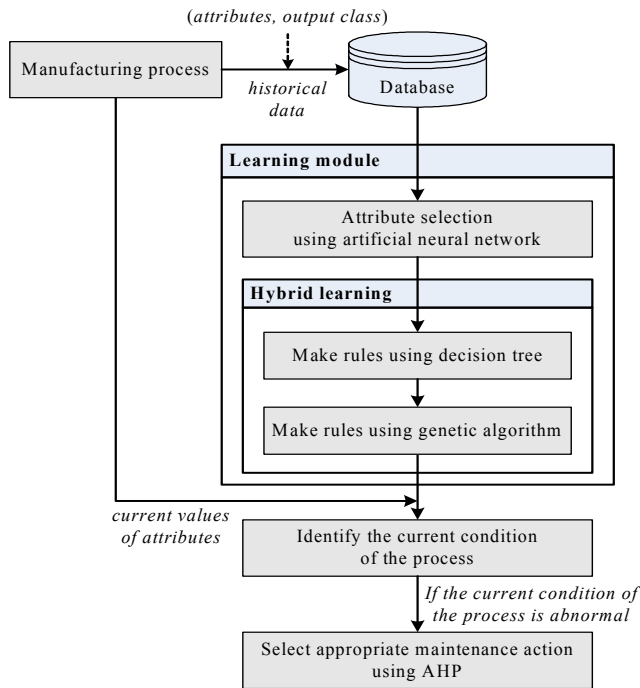 (attributes, output class)
Manufacturing process
historical
data
Database
Learning module
Attribute selection
using artificial neural network
Hybrid learning
Make rules using decision tree
Make rules using genetic algorithm
current values
of attributes
Identify the current condition
of the process
If the current condition of
the process is abnormal
Select appropriate maintenance action
using AHP